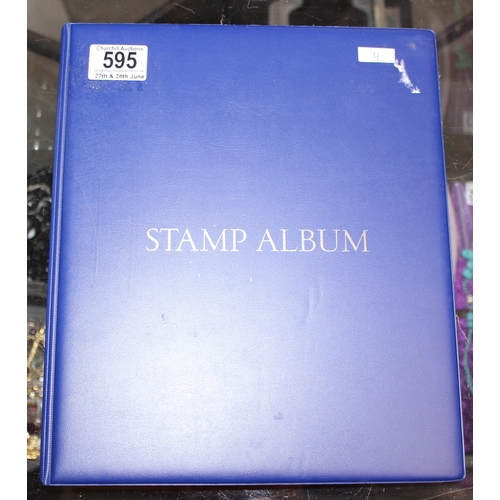 Churchill Auctions
595
27th & 28th June
STAMP ALBUM